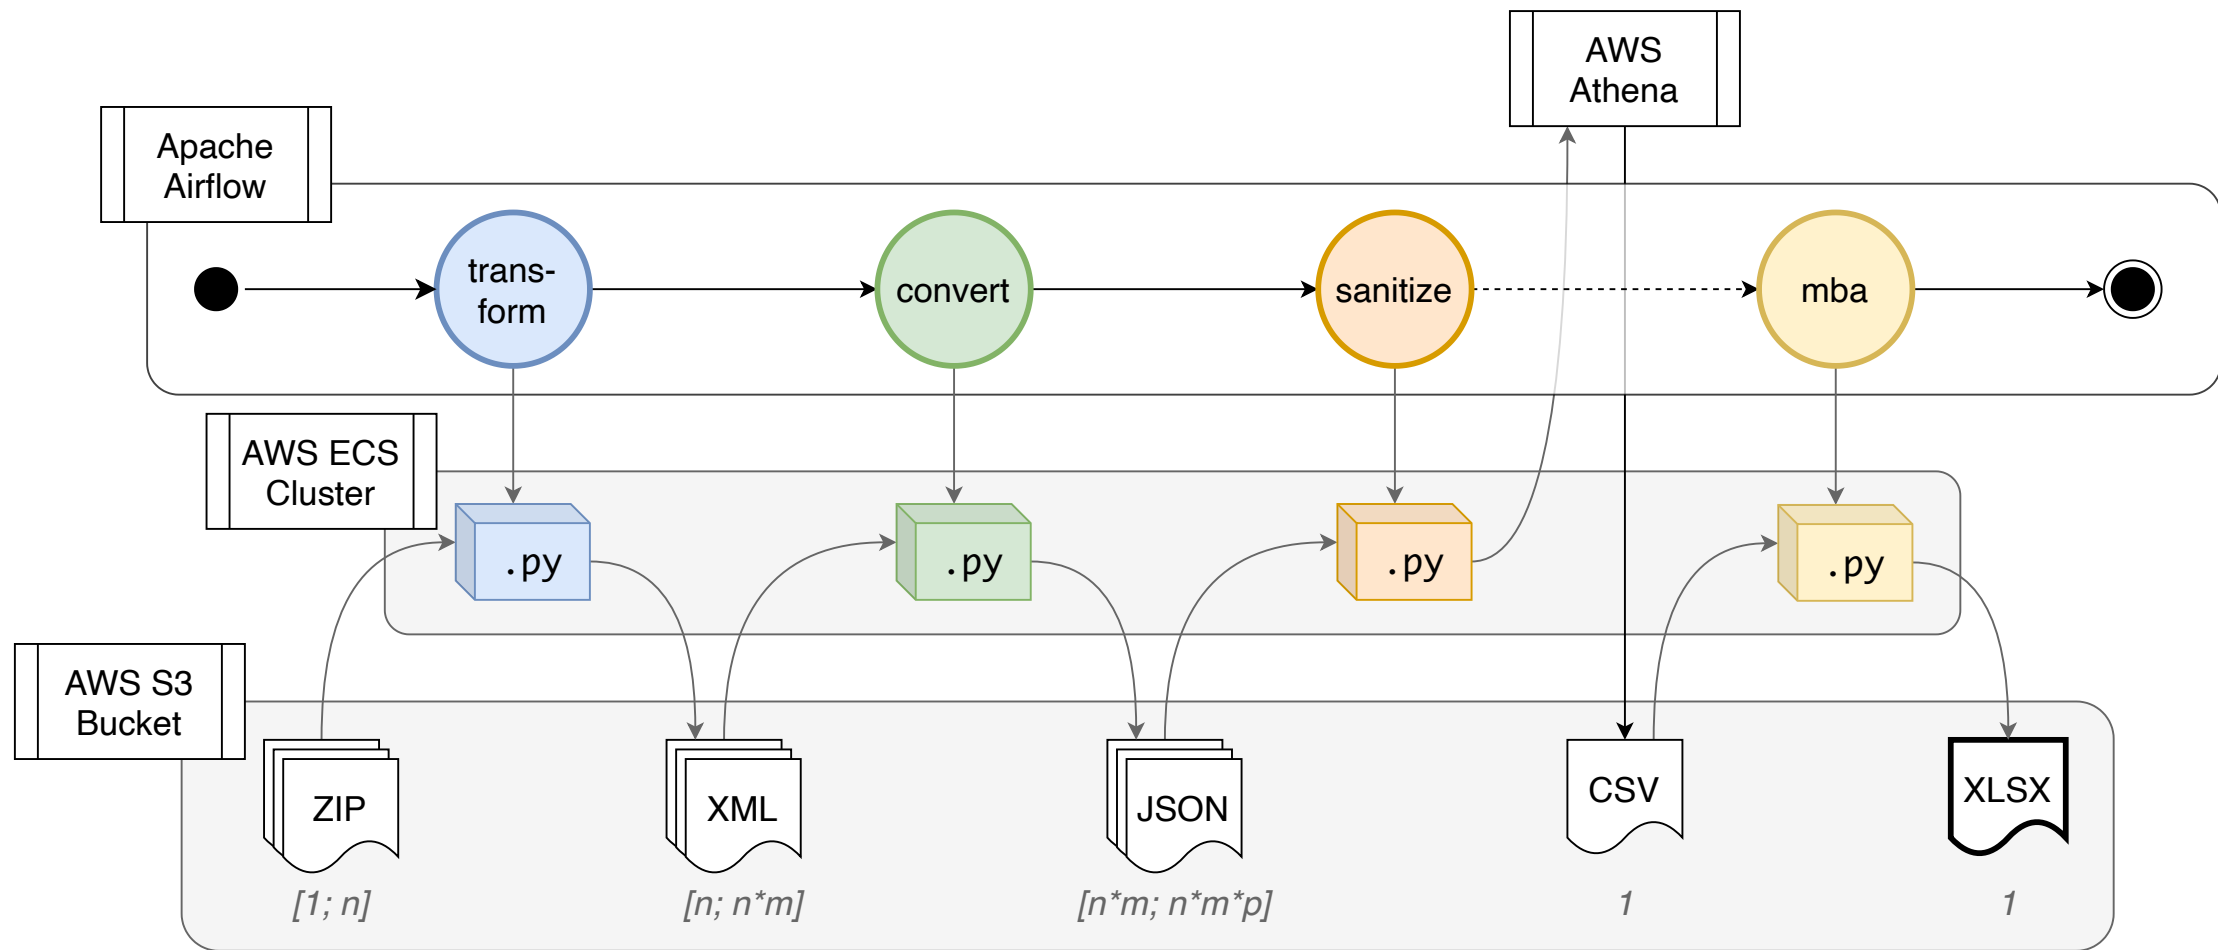 AWS
Athena
Apache
Airflow
trans-
form
convert
sanitize
mba
AWS ECS
Cluster
.py
.py
.py
.py
AWS S3
Bucket
ZIP
XML
JSON
CSV
XLSX
[1; n]
[n; n*m]
[n*m; n*m*p]
1
1